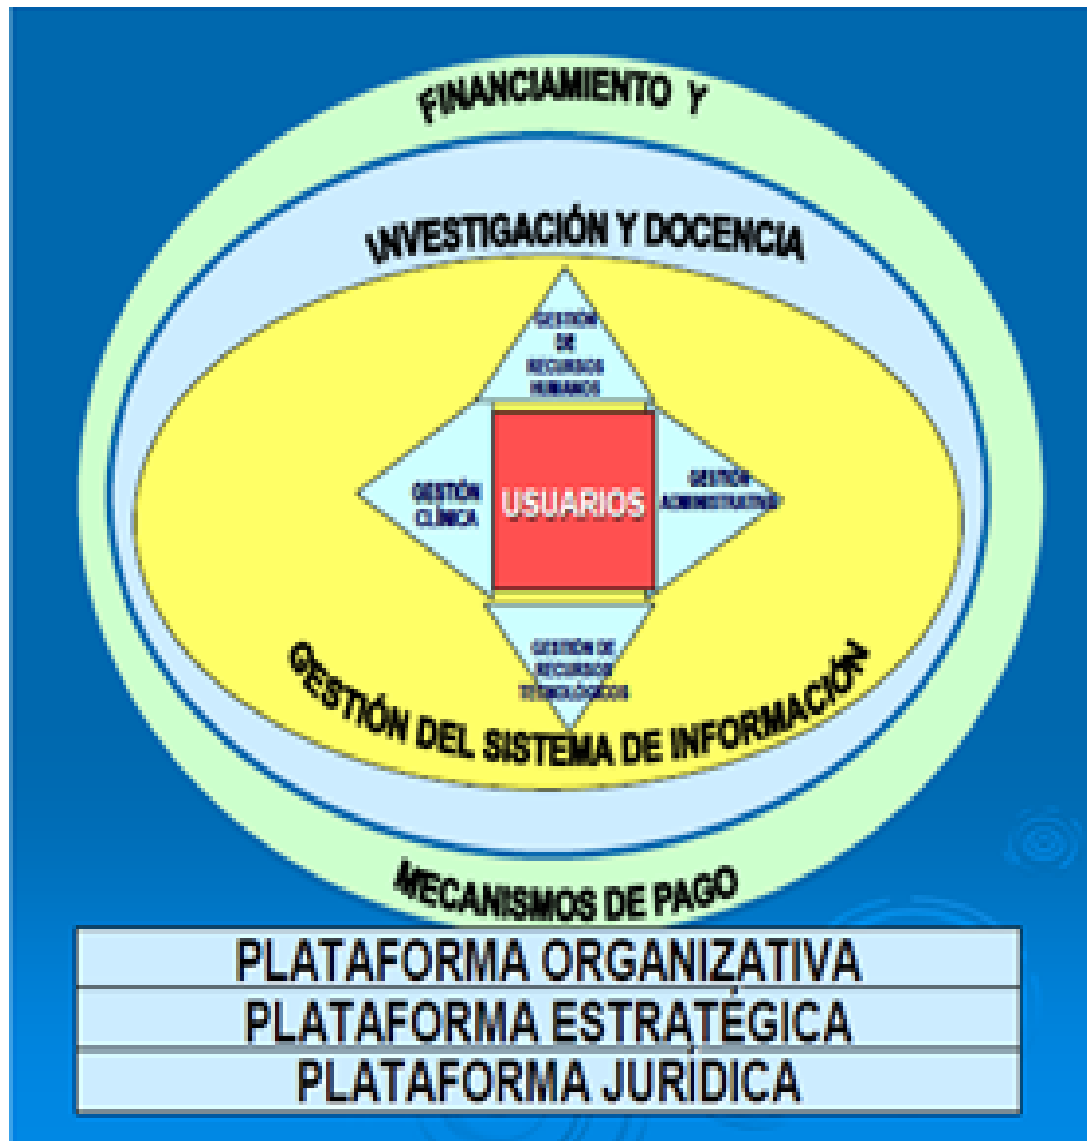 FINANCIAMIENTO Y
INVESTIGACIÓN Y DOCENCIA
GESTIÓN
DE
RECURSOS
HUMANOS
GESTIÓN
CLÍNICA
USUARIOS
GESTIÓN
ADMINISTRATIVA
GESTIÓN DE
RECURSOS
TECNOLÓGICOS
GESTIÓN DEL SISTEMA DE INFORMACIÓN
MECANISMOS DE PAGO
PLATAFORMA ORGANIZATIVA
PLATAFORMA ESTRATÉGICA
PLATAFORMA JURÍDICA